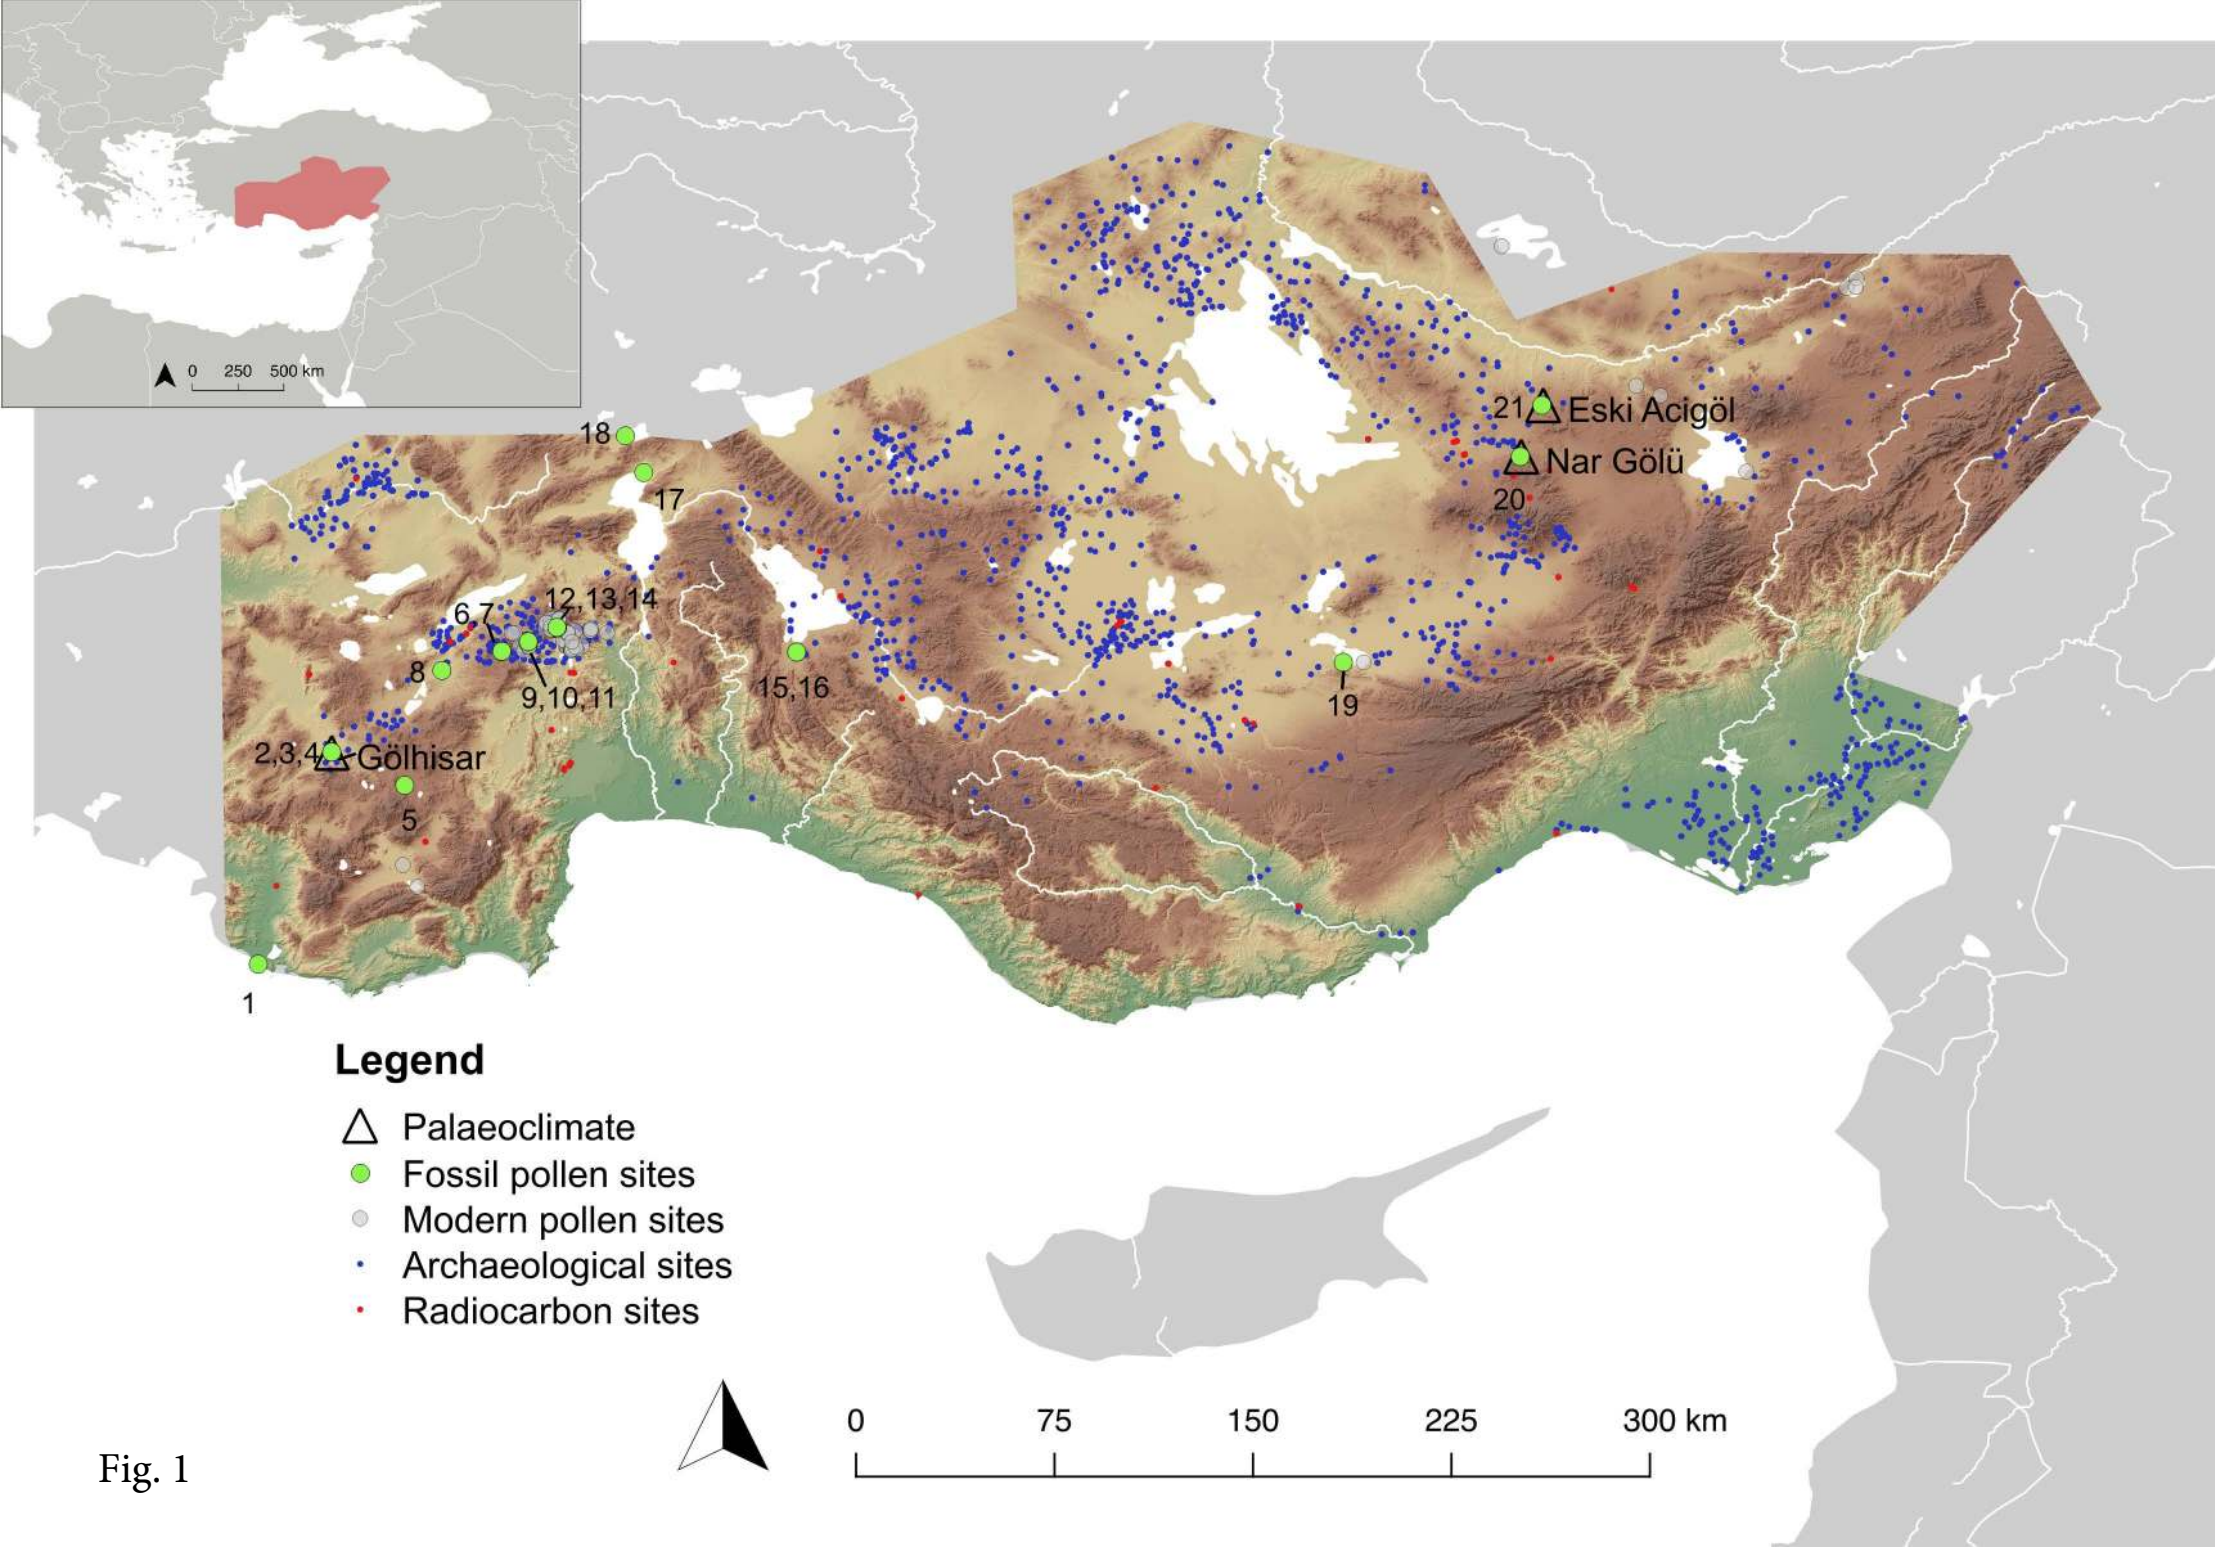 0 250 500 km
18
17
21 Eski Acigöl
Nar Gölü
20
6,7
12,13,14
8
9,10,11
15,16
19
2,3,4 Gölhisar
5
1
Legend
Palaeoclimate
Fossil pollen sites
Modern pollen sites
Archaeological sites
Radiocarbon sites
0 75 150 225 300 km
Fig. 1